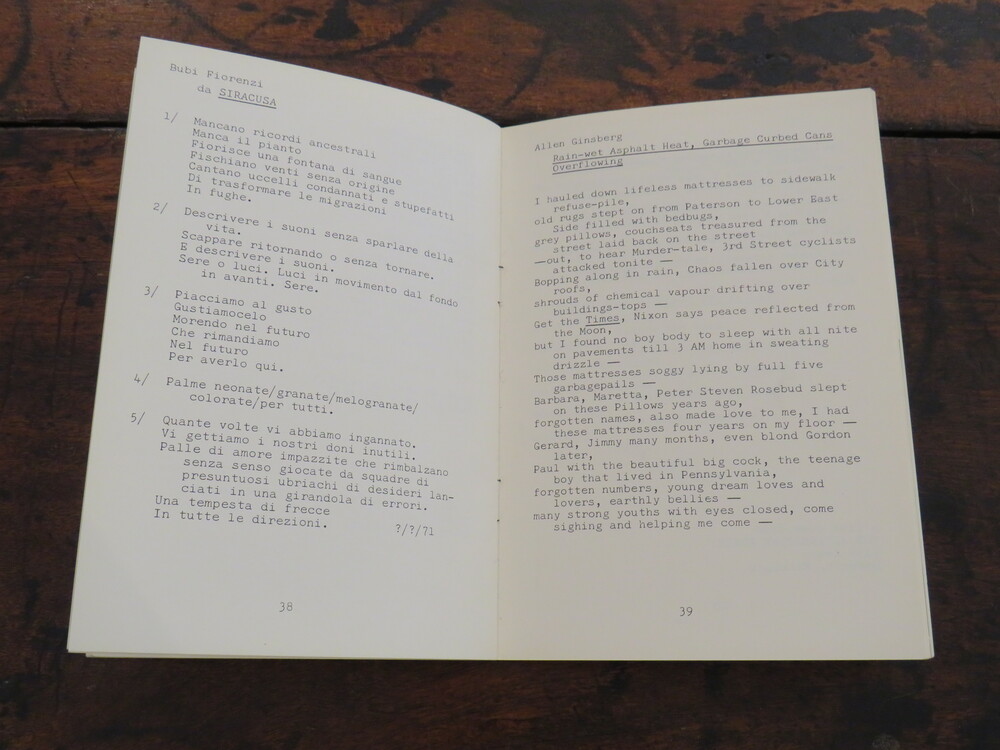 Bubi Fiorenzi
da SIRACUSA
1/ Mancano ricordi ancestrali
Manca il pianto
Fiorisce una fontana di sangue
Fischiano venti senza origine
Cantano uccelli condannati e stupefatti
Di trasformare le migrazioni
In fughe.
2/ Descrivere i suoni senza sparlare della
vita.
Scappare ritornando o senza tornare.
E descrivere i suoni.
Sere o luci. Luci in movimento dal fondo
in avanti. Sere.
3/ Piacciamo al gusto
Gustiamocelo
Morendo nel futuro
Che rimandiamo
Nel futuro
Per averlo qui.
4/ Palme neonate/granate/melogranate/
colorate/per tutti.
5/ Quante volte vi abbiamo ingannato.
Vi gettiamo i nostri doni inutili.
Palle di amore impazzite che rimbalzano
senza senso giocate da squadre di
presuntuosi ubriachi di desideri lan-
ciati in una girandola di errori.
Una tempesta di frecce
In tutte le direzioni.
?/?/71
38
Allen Ginsberg
Rain-wet Asphalt Heat, Garbage Curbed Cans
Overflowing
I hauled down lifeless mattresses to sidewalk
refuse-pile,
old rugs stept on from Paterson to Lower East
Side filled with bedbugs,
grey pillows, couchseats treasured from the
street laid back on the street
—out, to hear Murder-tale, 3rd Street cyclists
attacked tonite —
Bopping along in rain, Chaos fallen over City
roofs,
shrouds of chemical vapour drifting over
buildings-tops —
Get the Times, Nixon says peace reflected from
the Moon,
but I found no boy body to sleep with all nite
on pavements till 3 AM home in sweating
drizzle —
Those mattresses soggy lying by full five
garbagepails —
Barbara, Maretta, Peter Steven Rosebud slept
on these Pillows years ago,
forgotten names, also made love to me, I had
these mattresses four years on my floor —
Gerard, Jimmy many months, even blond Gordon
later,
Paul with the beautiful big cock, the teenage
boy that lived in Pennsylvania,
forgotten numbers, young dream loves and
lovers, earthly bellies —
many strong youths with eyes closed, come
sighing and helping me come —
39